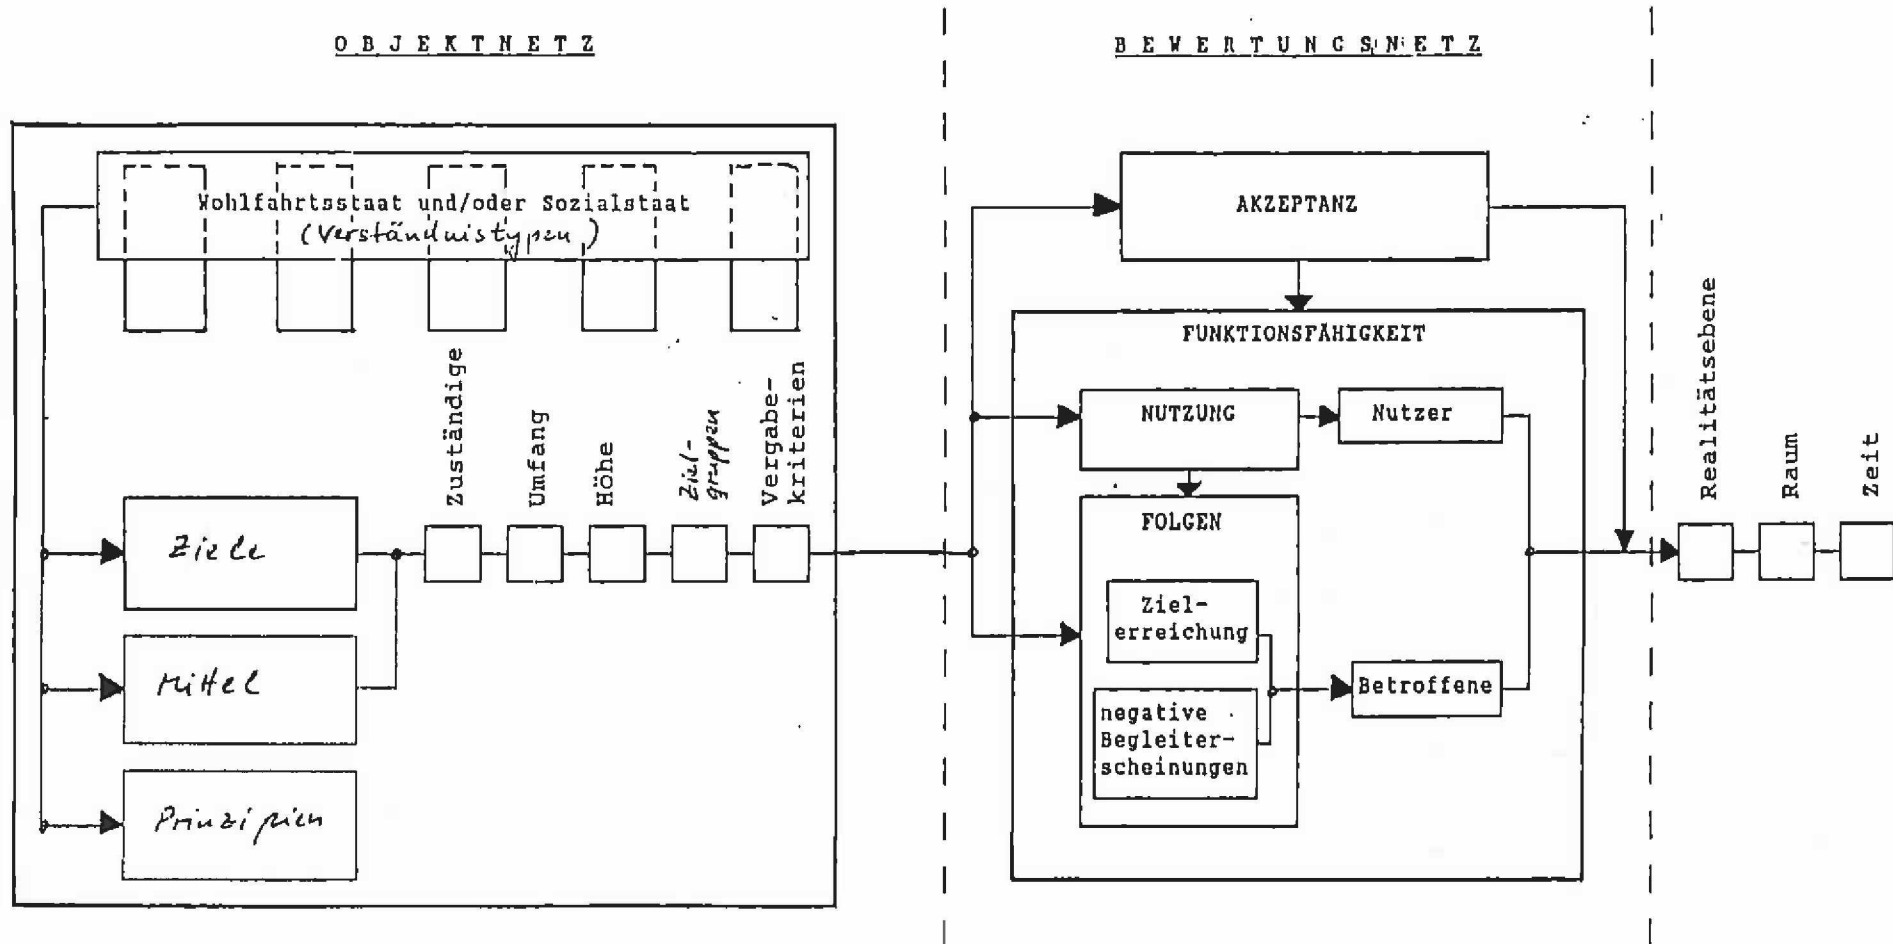 OBJEKTNETZ
Wohlfahrtsstaat und/oder Sozialstaat
(Verständnistypen)
Zuständige
Umfang
Höhe
Ziel-
gruppen
Vergabe-
kriterien
Ziele
Mittel
Prinzipien
BEWERTUNGSNETZ
AKZEPTANZ
FUNKTIONSFÄHIGKEIT
NUTZUNG
Nutzer
FOLGEN
Ziel-
erreichung
negative
Begleiter-
scheinungen
Betroffene
Realitätsebene
Raum
Zeit